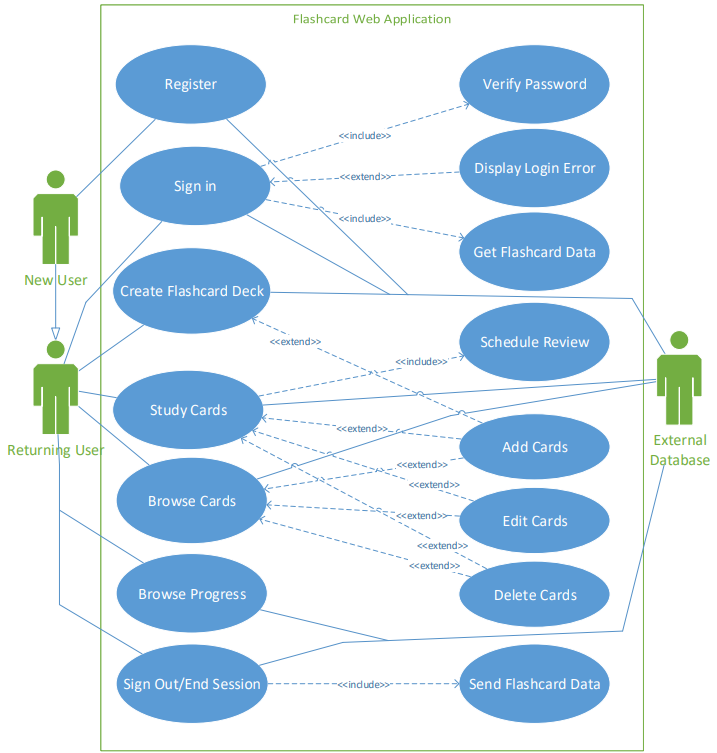 Flashcard Web Application
Register
Verify Password
<<include>>
Display Login Error
<<extend>>
Sign in
<<include>>
Get Flashcard Data
New User
Create Flashcard Deck
<<extend>>
Schedule Review
<<include>>
Study Cards
<<extend>>
Returning User
External
Database
Add Cards
<<extend>>
<<extend>>
Browse Cards
<<extend>>
Edit Cards
<<extend>>
<<extend>>
Browse Progress
Delete Cards
Sign Out/End Session
<<include>>
Send Flashcard Data